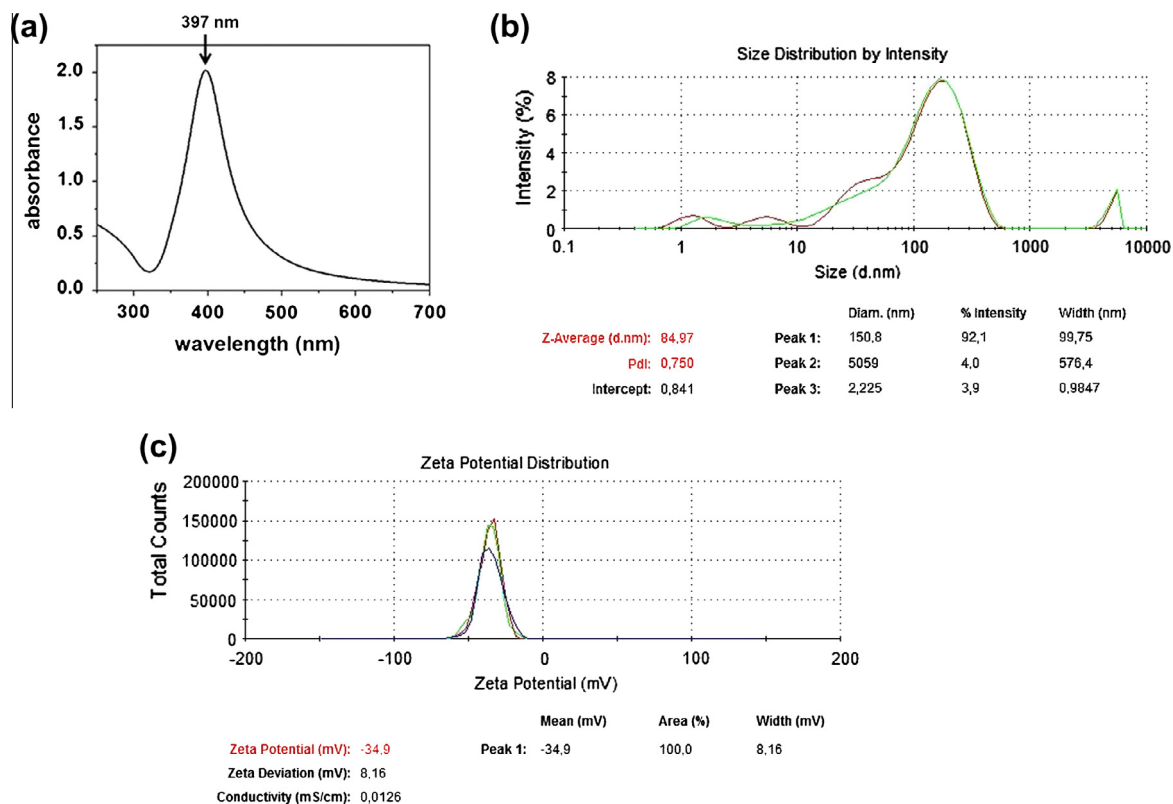 (a)
397 nm
absorbance
2.0
1.5
1.0
0.5
0.0
300 400 500 600 700
wavelength (nm)
(b)
Size Distribution by Intensity
Intensity (%)
8
6
4
2
0
0.1 1 10 100 1000 10000
Size (d.nm)
Diam. (nm) % Intensity Width (nm)
Z-Average (d.nm): 84,97 Peak 1: 150,8 92,1 99,75
PdI: 0,750 Peak 2: 5059 4,0 576,4
Intercept: 0,841 Peak 3: 2,225 3,9 0,9847
(c)
Zeta Potential Distribution
Total Counts
200000
150000
100000
50000
0
-200 -100 0 100 200
Zeta Potential (mV)
Mean (mV) Area (%) Width (mV)
Zeta Potential (mV): -34,9 Peak 1: -34,9 100,0 8,16
Zeta Deviation (mV): 8,16
Conductivity (mS/cm): 0,0126